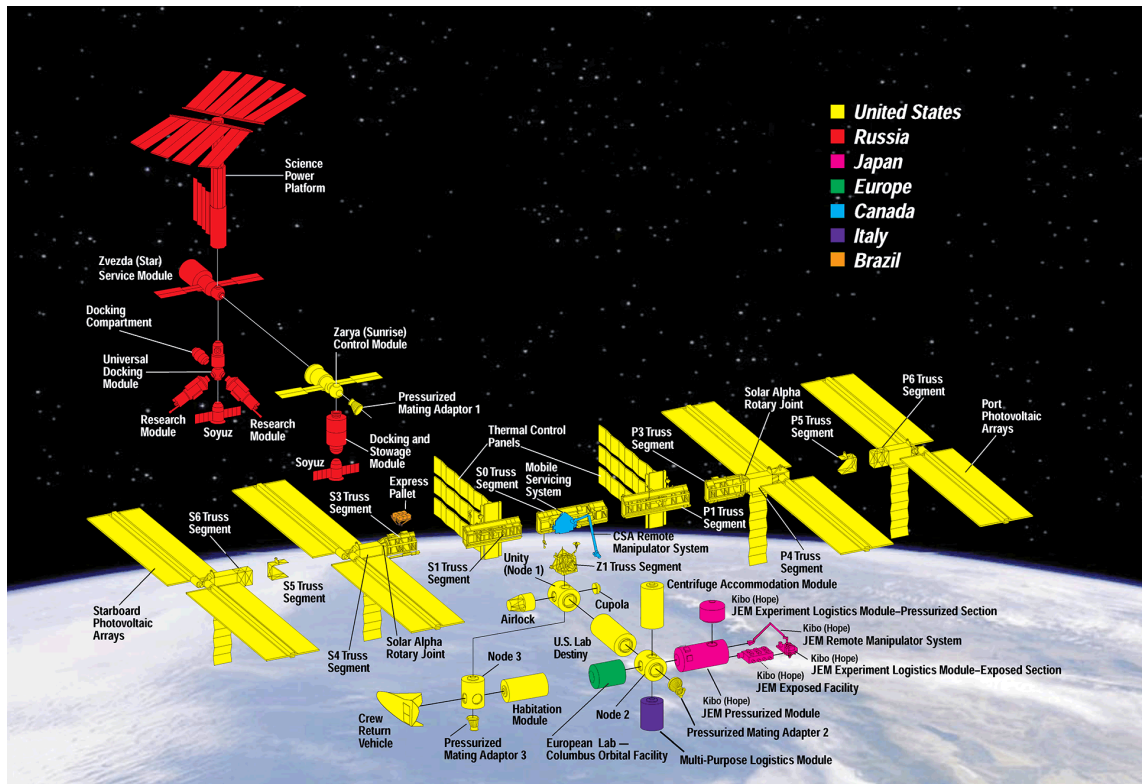 United States
Russia
Japan
Europe
Canada
Italy
Brazil
Science
Power
Platform
Zvezda (Star)
Service Module
Docking
Compartment
Universal
Docking
Module
Research
Module
Soyuz
Research
Module
Zarya (Sunrise)
Control Module
Pressurized
Mating Adaptor 1
Docking and
Stowage
Module
Soyuz
Express
Pallet
Thermal Control
Panels
S0 Truss
Segment
Mobile
Servicing
System
P3 Truss
Segment
Solar Alpha
Rotary Joint
P5 Truss
Segment
P6 Truss
Segment
Port
Photovoltaic
Arrays
S6 Truss
Segment
S3 Truss
Segment
S5 Truss
Segment
Starboard
Photovoltaic
Arrays
S4 Truss
Segment
Solar Alpha
Rotary Joint
S1 Truss
Segment
CSA Remote
Manipulator System
P1 Truss
Segment
P4 Truss
Segment
Unity
(Node 1)
Z1 Truss Segment
Airlock
Cupola
Centrifuge Accommodation Module
Kibo (Hope)
JEM Experiment Logistics Module–Pressurized Section
Kibo (Hope)
JEM Remote Manipulator System
Kibo (Hope)
JEM Experiment Logistics Module–Exposed Section
Kibo (Hope)
JEM Exposed Facility
Kibo (Hope)
JEM Pressurized Module
U.S. Lab
Destiny
Node 3
Habitation
Module
Crew
Return
Vehicle
Pressurized
Mating Adaptor 3
Node 2
European Lab —
Columbus Orbital Facility
Pressurized Mating Adapter 2
Multi-Purpose Logistics Module